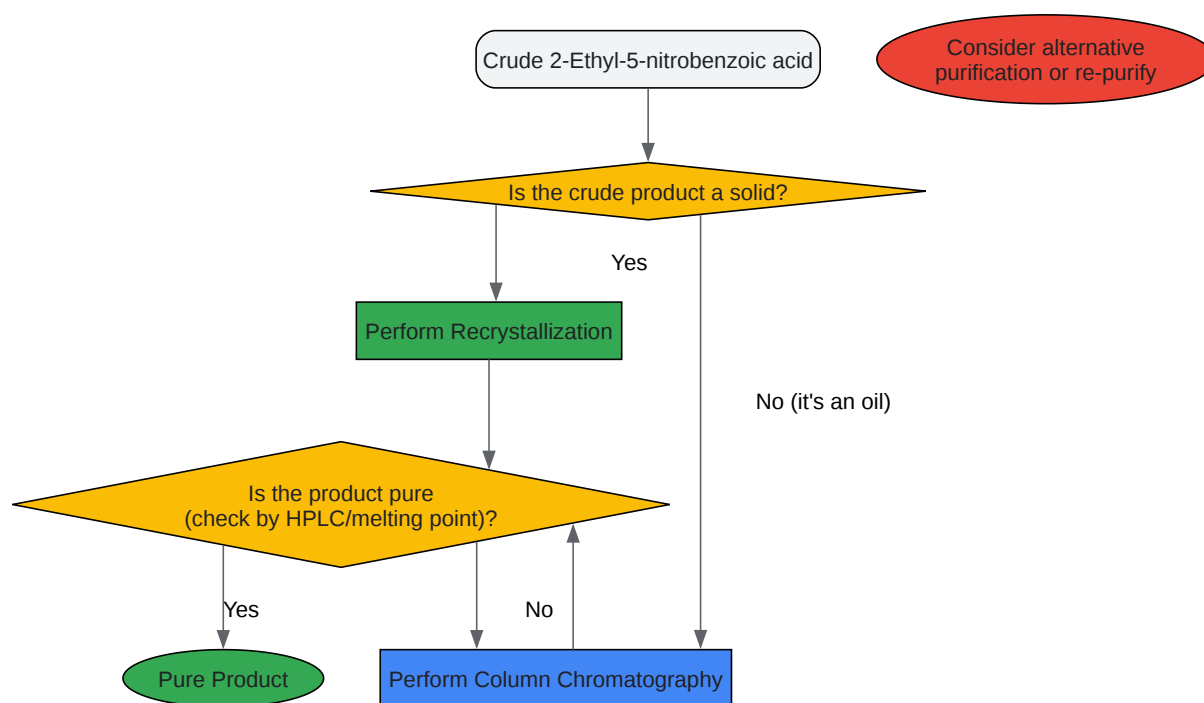 Crude 2-Ethyl-5-nitrobenzoic acid
Consider alternative
purification or re-purify
Is the crude product a solid?
Yes
Perform Recrystallization
No (it's an oil)
Is the product pure
(check by HPLC/melting point)?
Yes
No
Pure Product
Perform Column Chromatography